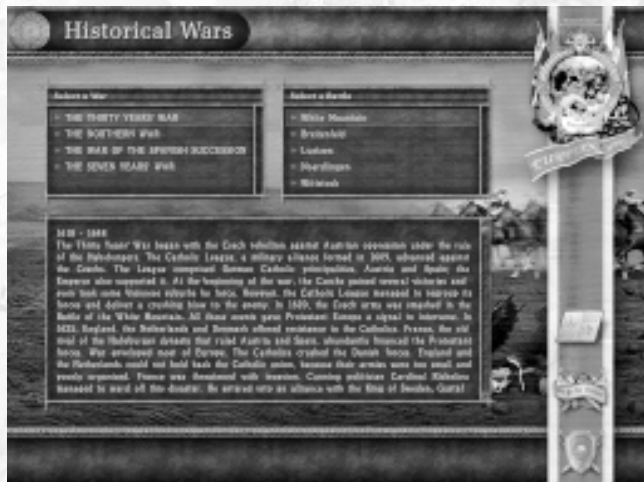 Historical Wars
Select a War
Select a Battle
- THE THIRTY YEARS' WAR
- THE NORTHERN WAR
- THE WAR OF THE SPANISH SUCCESSION
- THE SEVEN YEARS' WAR
- White Mountain
- Breitenfeld
- Lutzen
- Noerdlingen
- Wittstock
1618 - 1648
The Thirty Years' War began with the Czech rebellion against Austrian oppression under the rule
of the Habsburgers. The Catholic League, a military alliance formed in 1609, advanced against
the Czechs. The League comprised German Catholic principalities, Austria and Spain; the
Emperor also supported it. At the beginning of the war, the Czechs gained several victories and
even took some Viennese suburbs by force. However, the Catholic League managed to regroup its
forces and deliver a crushing blow to the enemy. In 1620, the Czech army was smashed in the
Battle of the White Mountain. All these events gave Protestant Europe a signal to intervene. In
1625, England, the Netherlands and Denmark offered resistance to the Catholics. France, the old
rival of the Habsburger dynasty that ruled Austria and Spain, abundantly financed the Protestant
forces. War enveloped most of Europe. The Catholics crushed the Danish forces. England and
the Netherlands could not hold back the Catholic union, because their armies were too small and
poorly organized. France was threatened with invasion. Cunning politician Cardinal Richelieu
managed to ward off this disaster. He entered into an alliance with the King of Sweden, Gustaf